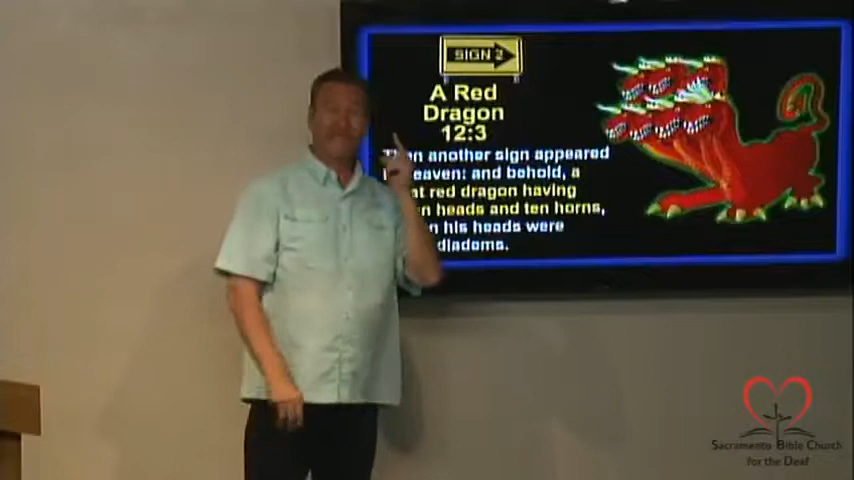 SIGN 2
A Red
Dragon
12:3
another sign appeared
heaven: and behold, a
red dragon having
heads and ten horns,
his heads were
diadems.
Sacramento Bible Church
for the Deaf